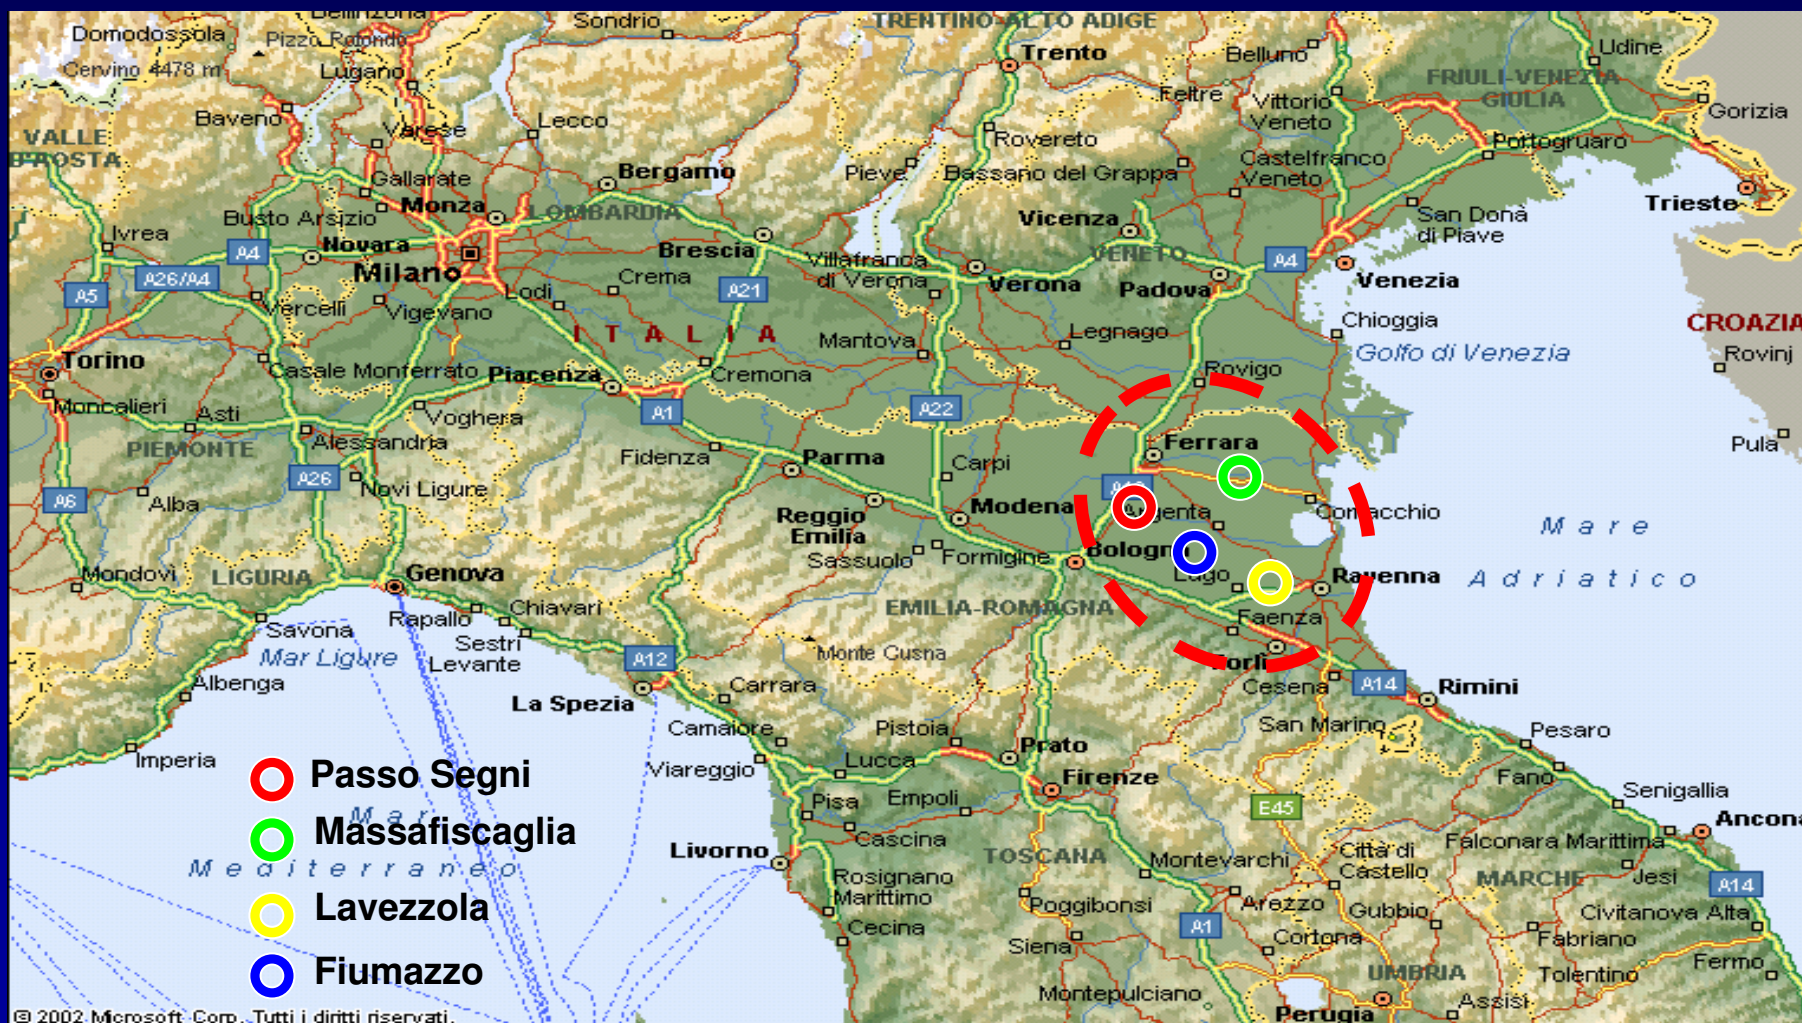 Bellinzona
Sondrio
TRENTINO-ALTO ADIGE
Domodossola
Pizzo Rotondo
Trento
Belluno
Udine
Cervino 4478 m
Lugano
FRIULI-VENEZIA
GIULIA
Feltre
Vittorio
Veneto
Gorizia
Baveno
Lecco
Varese
Rovereto
Portogruaro
VALLE
D'AOSTA
Castelfranco
Veneto
Bergamo
Pieve
Bassano del Grappa
Gallarate
Monza
LOMBARDIA
Trieste
Busto Arsizio
Vicenza
San Donà
di Piave
Ivrea
Novara
A4
Brescia
VENETO
A4
Villafranca
di Verona
Milano
A26/A4
Crema
Verona
Padova
Venezia
A5
Lodi
A21
Vercelli
Vigevano
ITALIA
Mantova
Legnago
Chioggia
CROAZIA
Golfo di Venezia
Rovinj
Torino
Casale Monferrato
Piacenza
Cremona
Rovigo
Moncalieri
Asti
Voghera
A1
A22
PIEMONTE
Alessandria
Fidenza
Parma
Ferrara
Pula
Carpi
A26
Novi Ligure
A6
Alba
Reggio
Emilia
Modena
Argenta
Comacchio
Mare
Adriatico
Sassuolo
Formigine
Bologna
Mondovì
LIGURIA
Genova
Lugo
Ravenna
EMILIA-ROMAGNA
Chiavari
Rapallo
Faenza
Savona
Sestri
Levante
Mar Ligure
A12
Monte Cusna
Forlì
Albenga
Carrara
Cesena
A14
Rimini
La Spezia
San Marino
Camaiore
Pistoia
Prato
Pesaro
Imperia
Viareggio
Lucca
Firenze
Fano
Passo Segni
Senigallia
Pisa
Empoli
E45
Ancona
Mar
Mediterraneo
Massafiscaglia
Cascina
Falconara Marittima
Livorno
TOSCANA
Montevarchi
Città di
Castello
MARCHE
Jesi
A14
Rosignano
Marittimo
Lavezzola
Poggibonsi
Arezzo
Gubbio
Civitanova Alta
Cecina
A1
Siena
Cortona
Fabriano
Fiumazzo
UMBRIA
Tolentino
Fermo
Montepulciano
Assisi
Perugia
© 2002 Microsoft Corp. Tutti i diritti riservati.